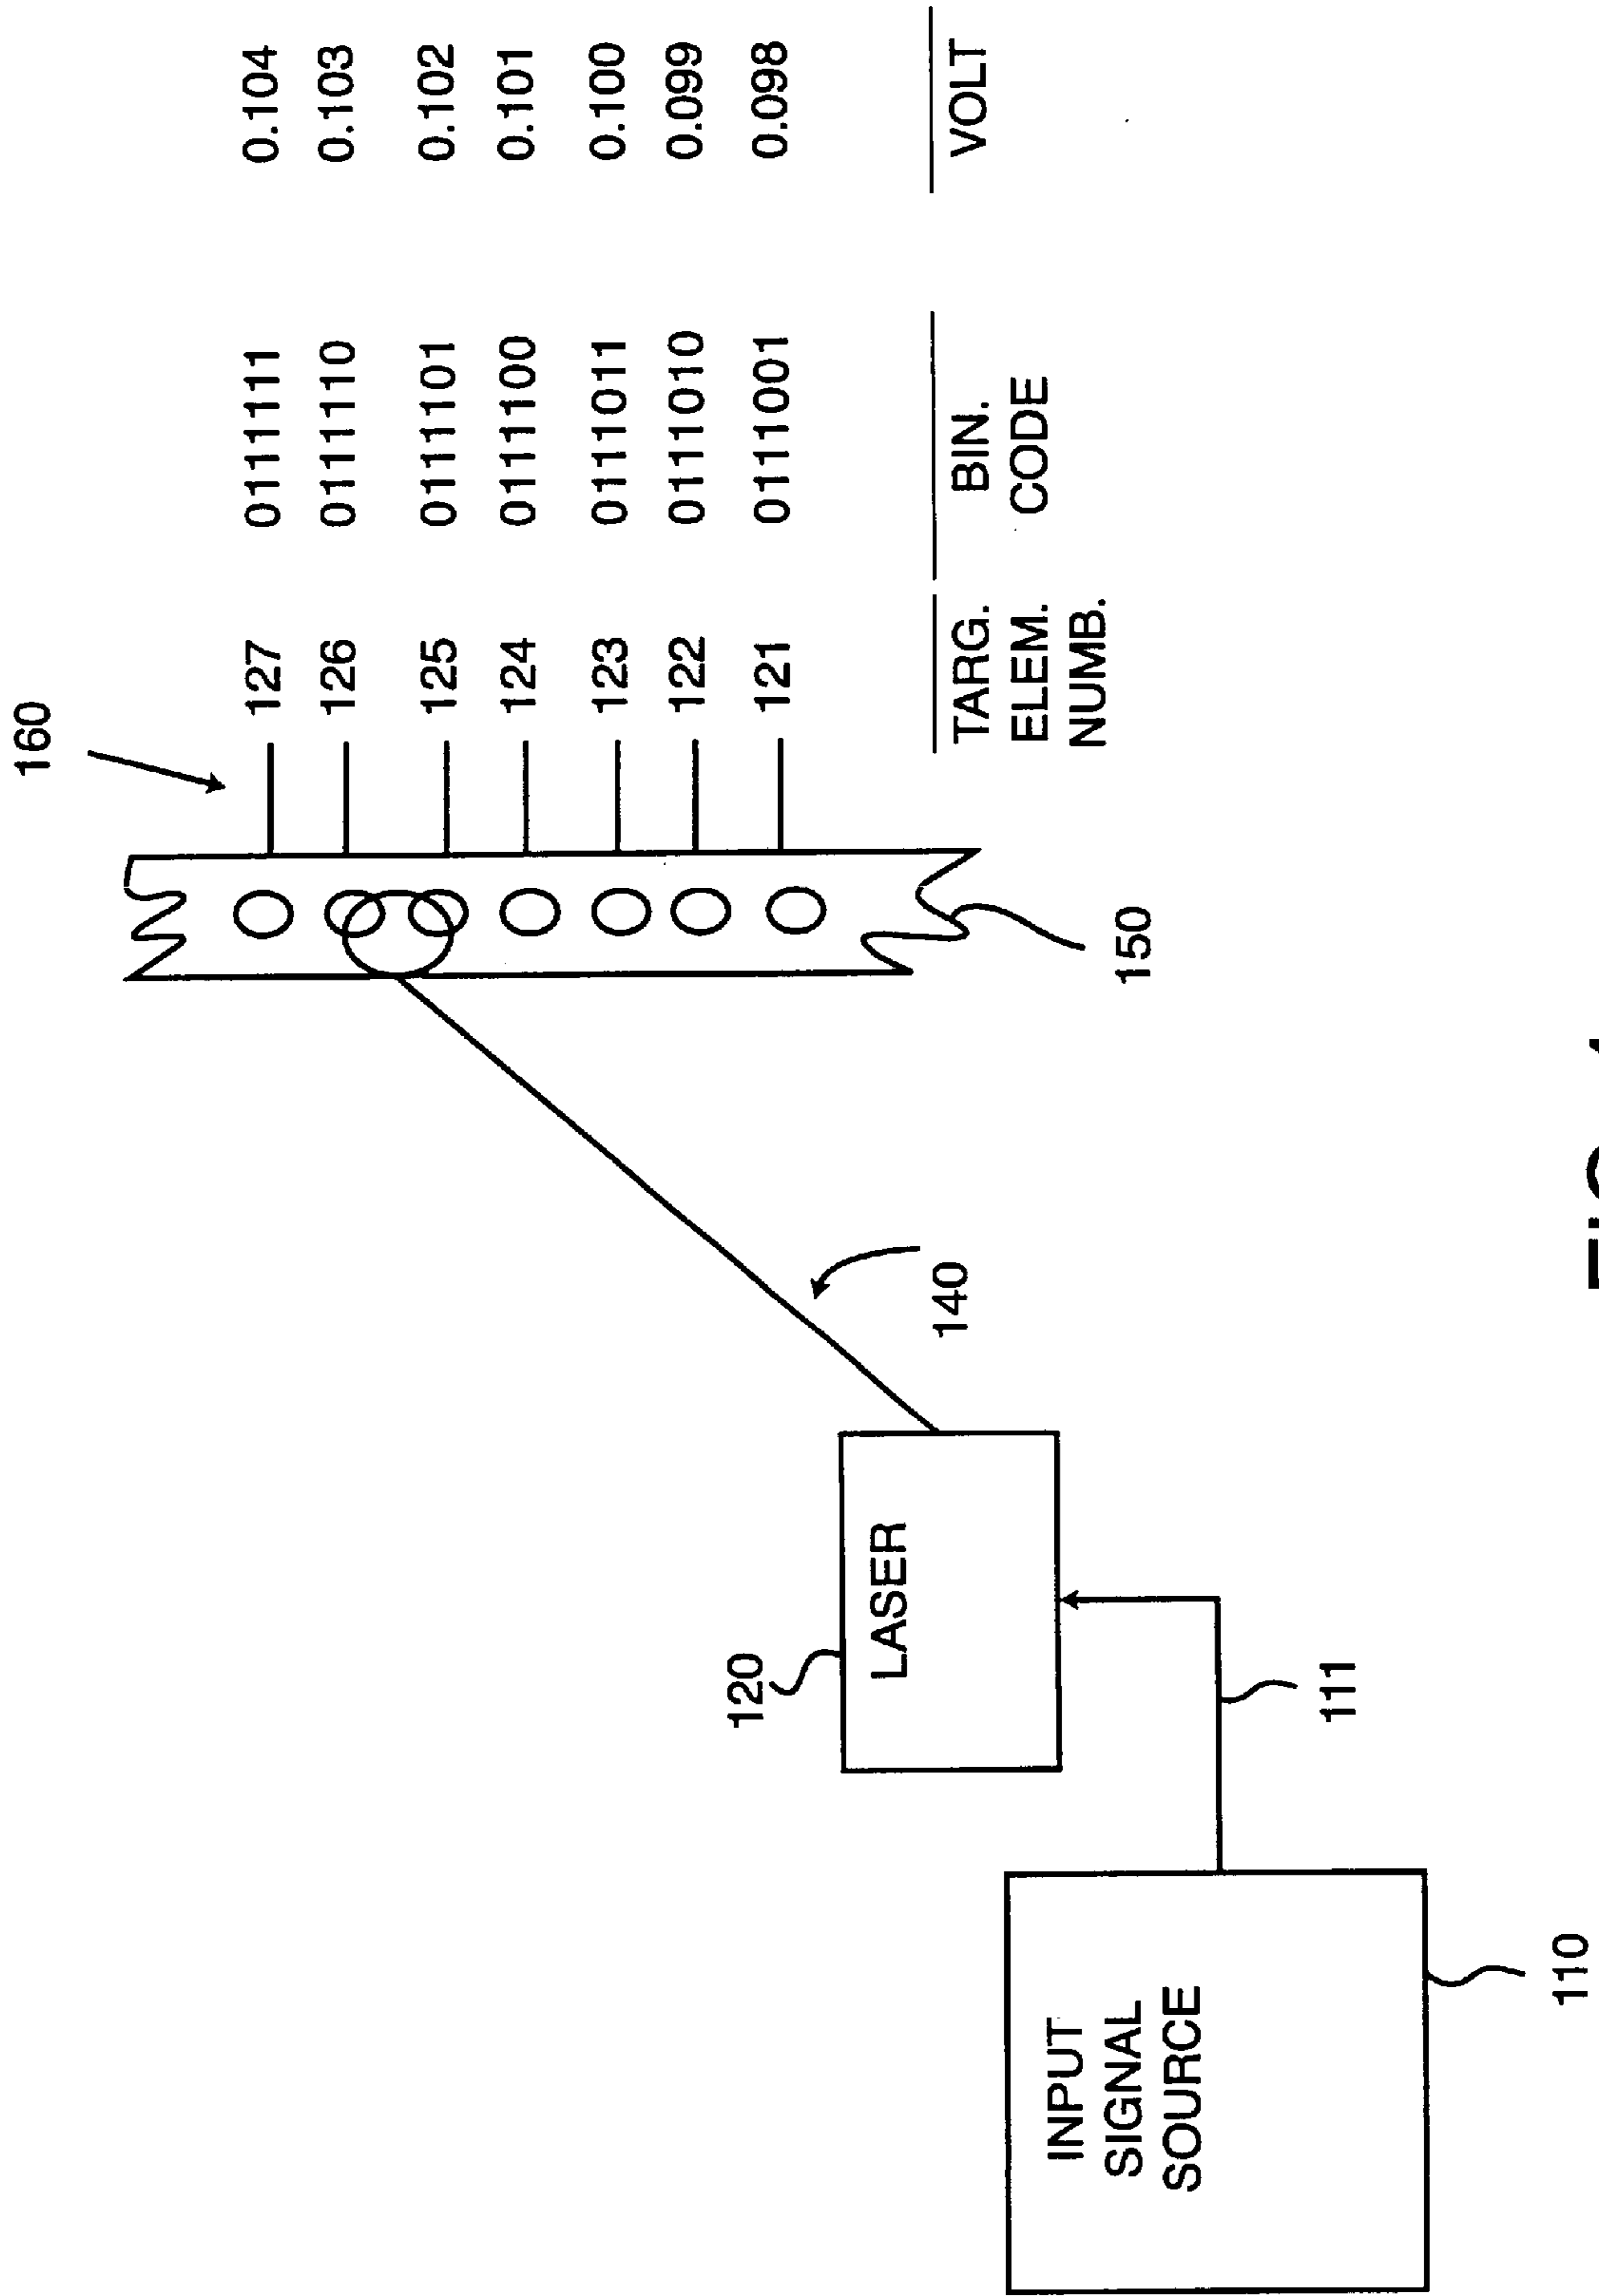 160
127 01111111 0.104
126 01111110 0.103
125 01111101 0.102
124 01111100 0.101
123 01111011 0.100
122 01111010 0.099
121 01111001 0.098
TARG. BIN. VOLT
ELEM. CODE
NUMB.
120
LASER
140
150
INPUT
SIGNAL
SOURCE
111
110